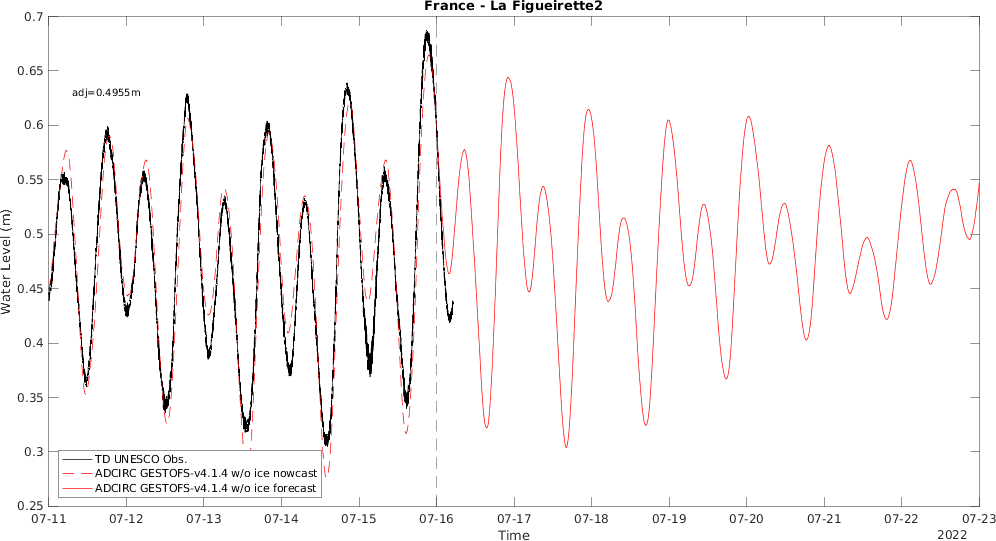 France - La Figueirette2
0.7
0.65
0.6
0.55
0.5
0.45
0.4
0.35
0.3
0.25
Water Level (m)
adj=0.4955m
TD UNESCO Obs.
ADCIRC GESTOFS-v4.1.4 w/o ice nowcast
ADCIRC GESTOFS-v4.1.4 w/o ice forecast
07-11 07-12 07-13 07-14 07-15 07-16 07-17 07-18 07-19 07-20 07-21 07-22 07-23
Time
2022